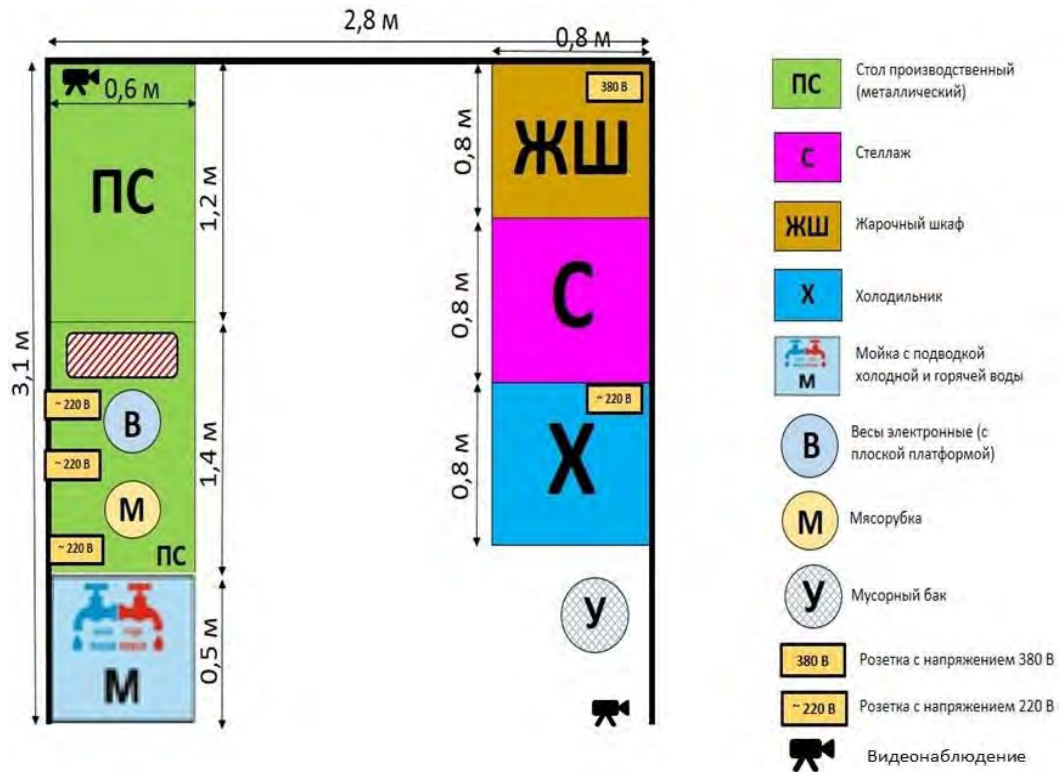 2,8 м
0,8 м
0,6 м
380 В
ПС
ЖШ
1,2 м
0,8 м
3,1 м
С
0,8 м
~ 220 В
~ 220 В
В
1,4 м
Х
0,8 м
~ 220 В
М
~ 220 В
ПС
М
0,5 м
У
ПС
Стол производственный
(металлический)
С
Стеллаж
ЖШ
Жарочный шкаф
Х
Холодильник
М
Мойка с подводкой
холодной и горячей воды
В
Весы электронные (с
плоской платформой)
М
Мясорубка
У
Мусорный бак
380 В
Розетка с напряжением 380 В
~ 220 В
Розетка с напряжением 220 В
Видеонаблюдение